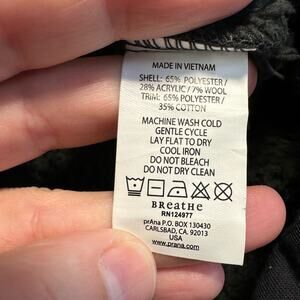 MADE IN VIETNAM
SHELL: 65% POLYESTER /
28% ACRYLIC / 7% WOOL
TRIM: 65% POLYESTER /
35% COTTON
MACHINE WASH COLD
GENTLE CYCLE
LAY FLAT TO DRY
COOL IRON
DO NOT BLEACH
DO NOT DRY CLEAN
BReatHe
RN124977
prAna P.O. BOX 130430
CARLSBAD, CA. 92013
USA
www.prana.com